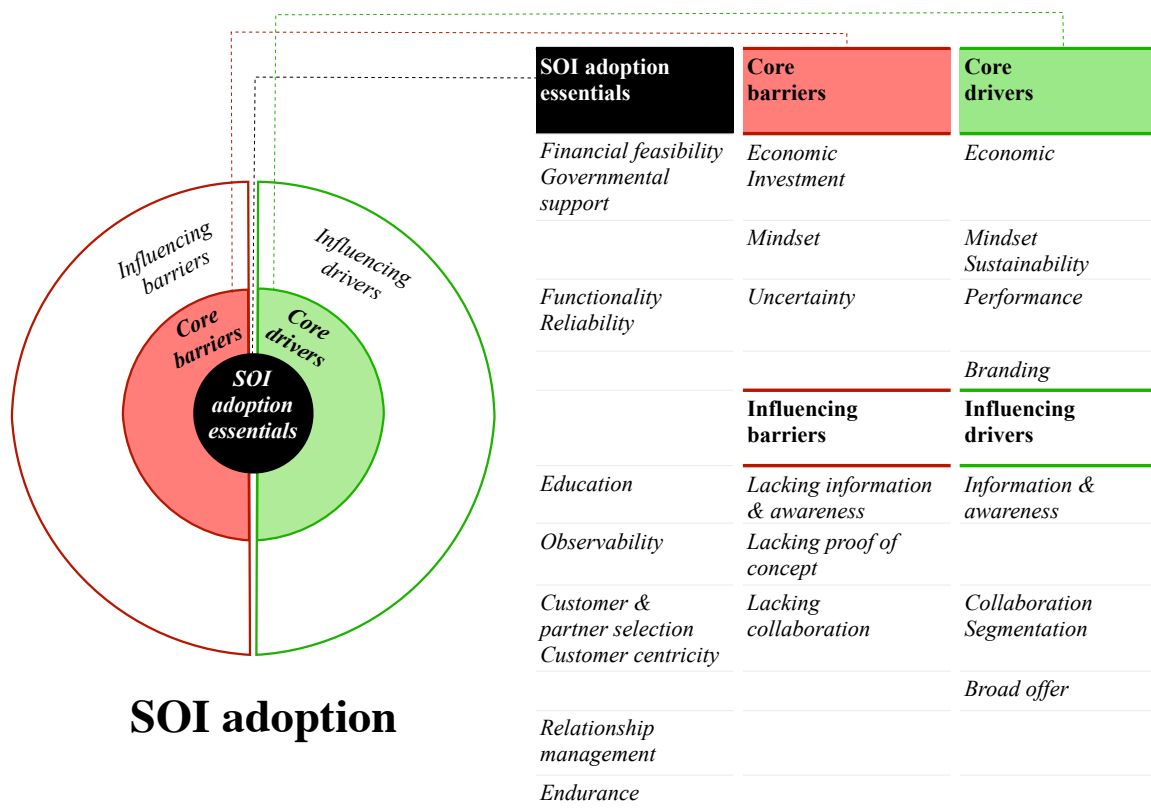 Influencing
barriers
Influencing
drivers
Core
barriers
Core
drivers
SOI
adoption
essentials
SOI adoption
SOI adoption
essentials
Core
barriers
Core
drivers
Financial feasibility
Governmental
support
Economic
Investment
Economic
Mindset
Mindset
Sustainability
Functionality
Reliability
Uncertainty
Performance
Branding
Influencing
barriers
Influencing
drivers
Education
Lacking information
& awareness
Information &
awareness
Observability
Lacking proof of
concept
Customer &
partner selection
Customer centricity
Lacking
collaboration
Collaboration
Segmentation
Broad offer
Relationship
management
Endurance